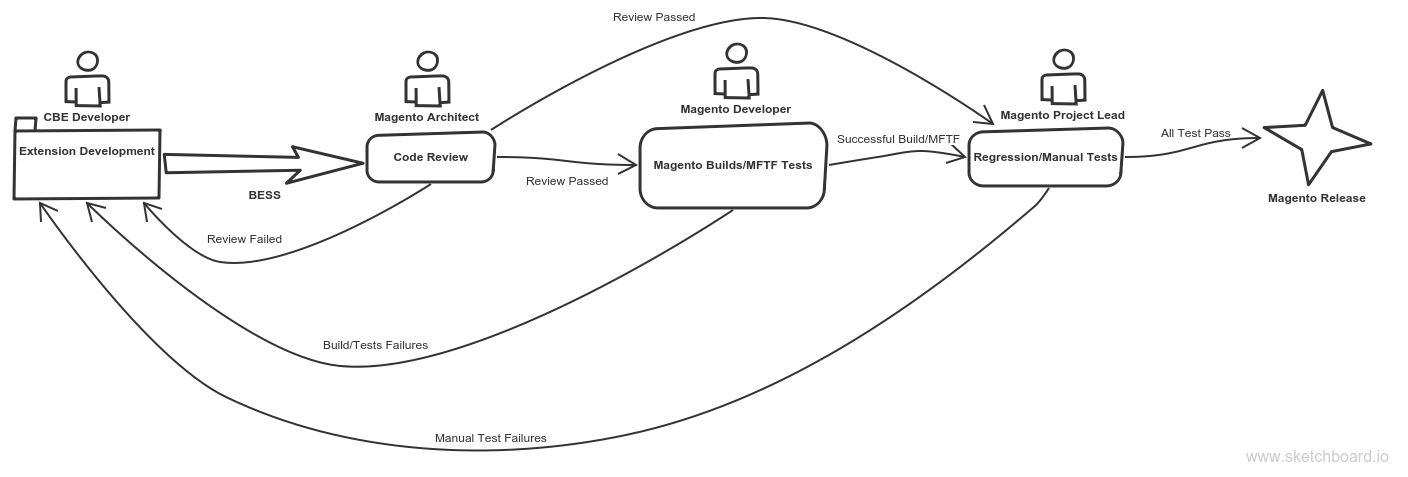 Review Passed
CBE Developer
Extension Development
BESS
Magento Architect
Code Review
Review Passed
Magento Developer
Magento Builds/MFTF Tests
Successful Build/MFTF
Magento Project Lead
Regression/Manual Tests
All Test Pass
Magento Release
Review Failed
Build/Tests Failures
Manual Test Failures
www.sketchboard.io